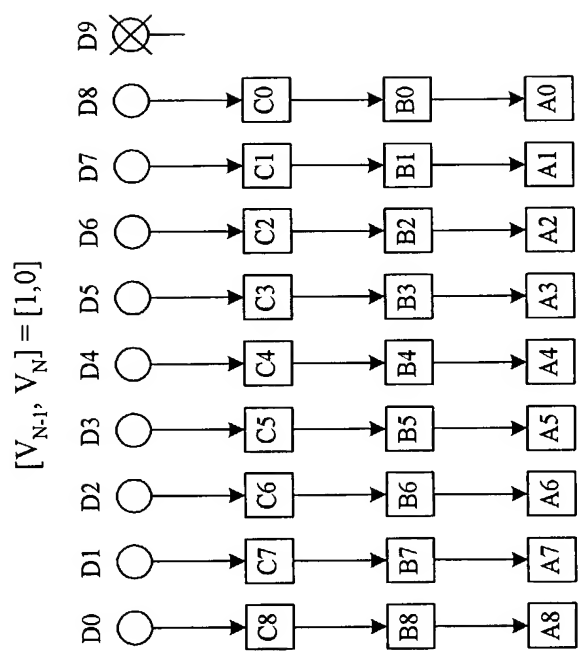 [V_{N-1}, V_N] = [1,0]
D0 D1 D2 D3 D4 D5 D6 D7 D8 D9
C8 C7 C6 C5 C4 C3 C2 C1 C0
B8 B7 B6 B5 B4 B3 B2 B1 B0
A8 A7 A6 A5 A4 A3 A2 A1 A0